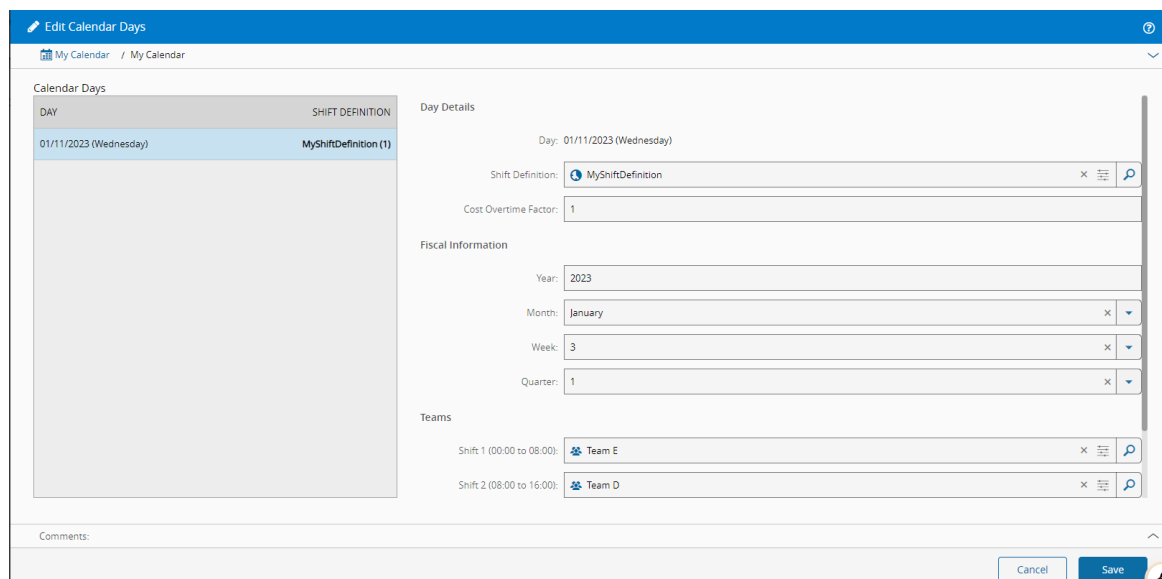 Edit Calendar Days
My Calendar / My Calendar
Calendar Days
DAY SHIFT DEFINITION
01/11/2023 (Wednesday) MyShiftDefinition (1)
Day Details
Day: 01/11/2023 (Wednesday)
Shift Definition: MyShiftDefinition
Cost Overtime Factor: 1
Fiscal Information
Year: 2023
Month: January
Week: 3
Quarter: 1
Teams
Shift 1 (00:00 to 08:00): Team E
Shift 2 (08:00 to 16:00): Team D
Comments:
Cancel Save